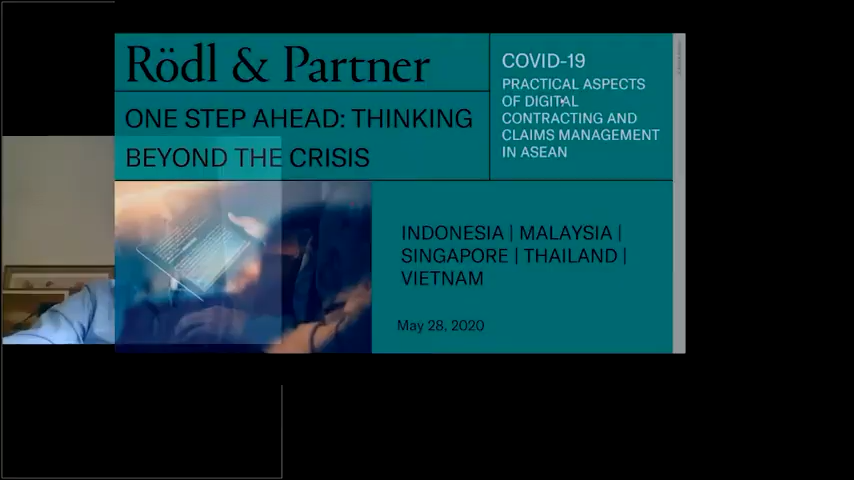 Rödl & Partner
ONE STEP AHEAD: THINKING
BEYOND THE CRISIS
COVID-19
PRACTICAL ASPECTS
OF DIGITAL
CONTRACTING AND
CLAIMS MANAGEMENT
IN ASEAN
INDONESIA | MALAYSIA |
SINGAPORE | THAILAND |
VIETNAM
May 28, 2020